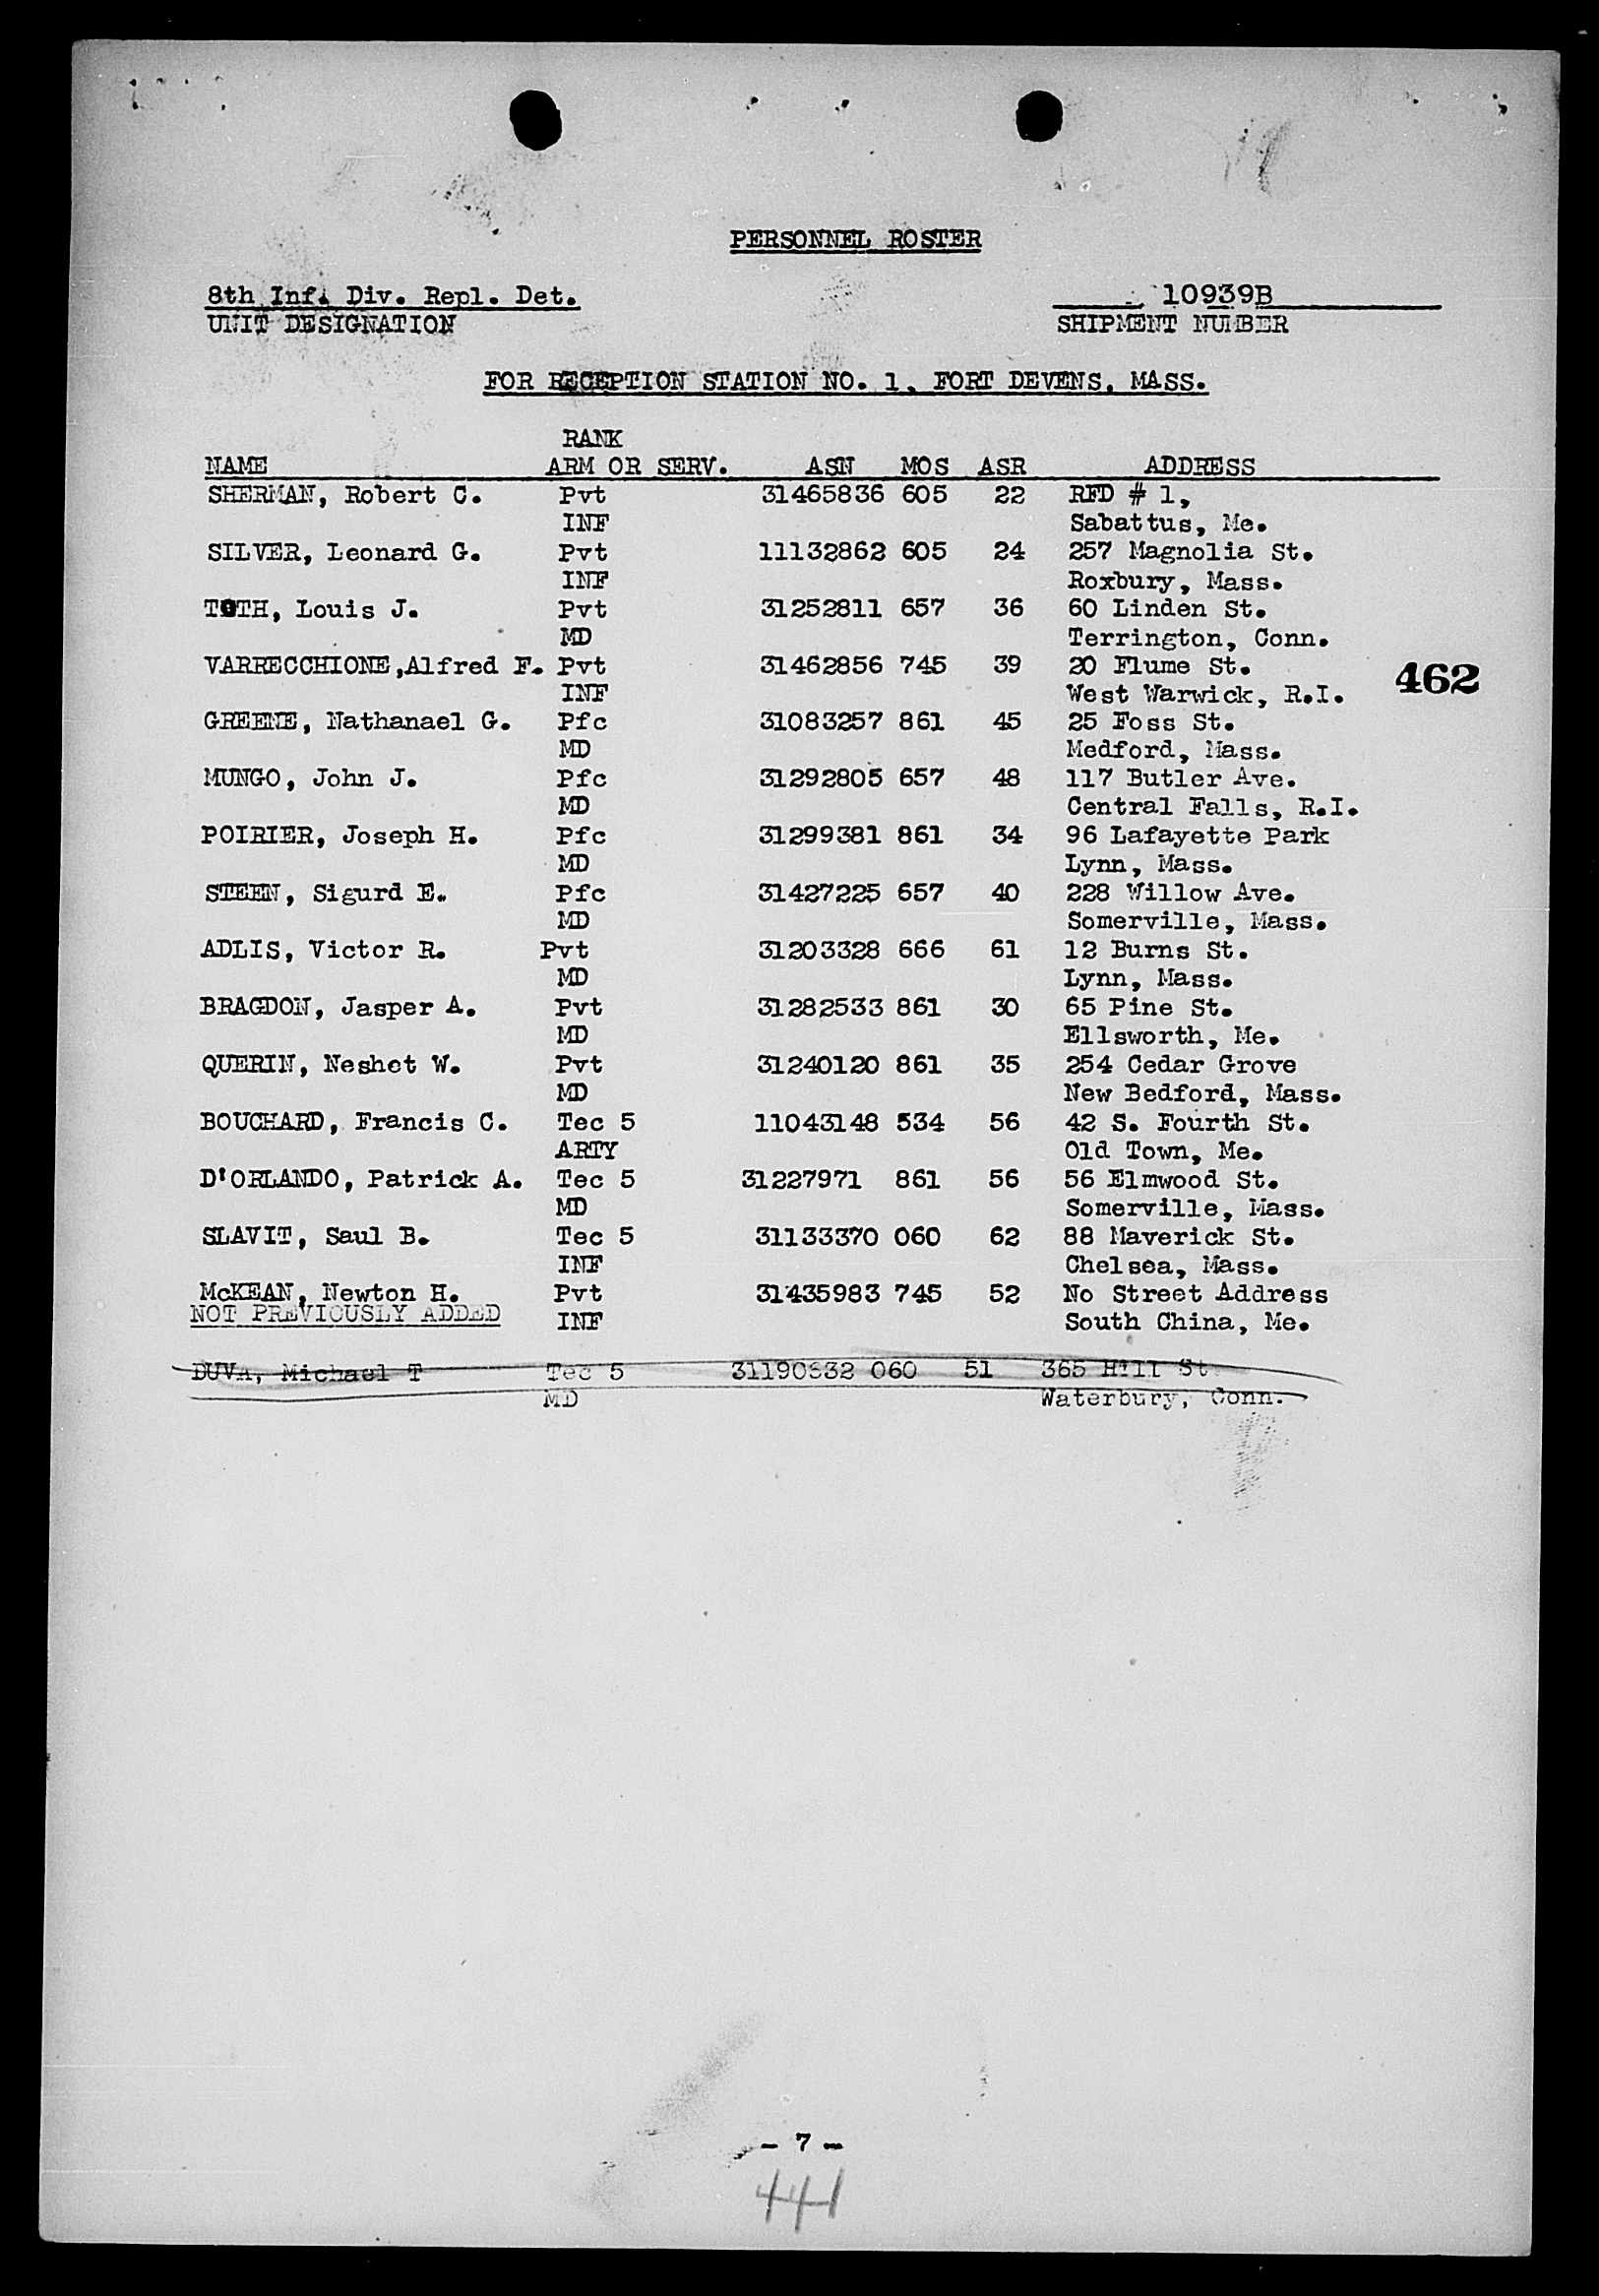 PERSONNEL ROSTER
8th Inf. Div. Repl. Det. 10939B
UNIT DESIGNATION SHIPMENT NUMBER
FOR RECEPTION STATION NO. 1, FORT DEVENS, MASS.
RANK
NAME ARM OR SERV. ASN MOS ASR ADDRESS
SHERMAN, Robert C. Pvt 31465836 605 22 RFD # 1,
INF Sabattus, Me.
SILVER, Leonard G. Pvt 11132862 605 24 257 Magnolia St.
INF Roxbury, Mass.
TOTH, Louis J. Pvt 31252811 657 36 60 Linden St.
MD Terrington, Conn.
VARRECCHIONE,Alfred F. Pvt 31462856 745 39 20 Flume St.
462
INF West Warwick, R.I.
GREENE, Nathanael G. Pfc 31083257 861 45 25 Foss St.
MD Medford, Mass.
MUNGO, John J. Pfc 31292805 657 48 117 Butler Ave.
MD Central Falls, R.I.
POIRIER, Joseph H. Pfc 31299381 861 34 96 Lafayette Park
MD Lynn, Mass.
STEEN, Sigurd E. Pfc 31427225 657 40 228 Willow Ave.
MD Somerville, Mass.
ADLIS, Victor R. Pvt 31203328 666 61 12 Burns St.
MD Lynn, Mass.
BRAGDON, Jasper A. Pvt 31282533 861 30 65 Pine St.
MD Ellsworth, Me.
QUERIN, Neshet W. Pvt 31240120 861 35 254 Cedar Grove
MD New Bedford, Mass.
BOUCHARD, Francis C. Tec 5 11043148 534 56 42 S. Fourth St.
ARTY Old Town, Me.
D'ORLANDO, Patrick A. Tec 5 31227971 861 56 56 Elmwood St.
MD Somerville, Mass.
SLAVIT, Saul B. Tec 5 31133370 060 62 88 Maverick St.
INF Chelsea, Mass.
McKEAN, Newton H. Pvt 31435983 745 52 No Street Address
NOT PREVIOUSLY ADDED INF South China, Me.
DUVA, Michael T Tec 5 060 51 365 Hill St
MD Waterbury, Conn.
- 7 -
441